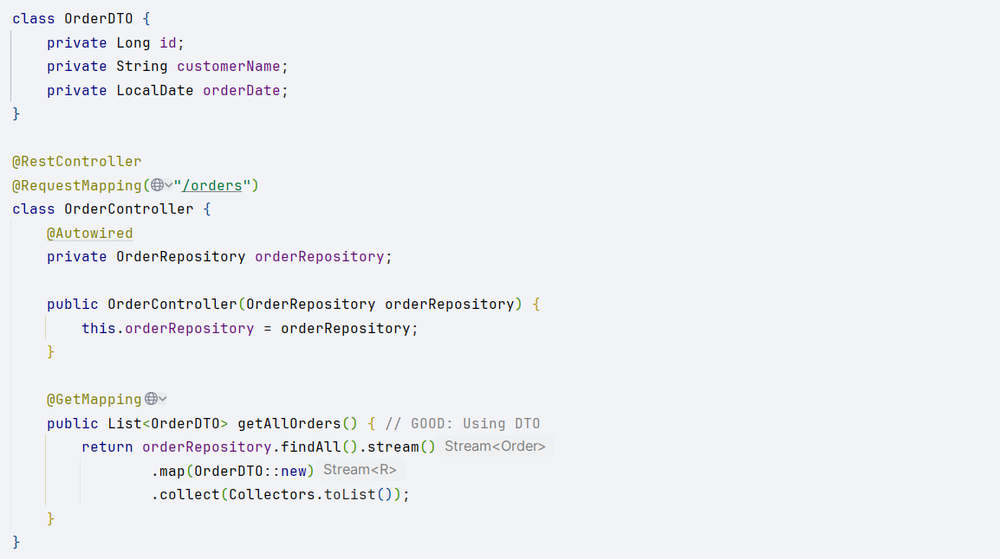 class OrderDTO {
    private Long id;
    private String customerName;
    private LocalDate orderDate;
}

@RestController
@RequestMapping("/orders")
class OrderController {
    @Autowired
    private OrderRepository orderRepository;

    public OrderController(OrderRepository orderRepository) {
        this.orderRepository = orderRepository;
    }

    @GetMapping
    public List<OrderDTO> getAllOrders() { // GOOD: Using DTO
        return orderRepository.findAll().stream() Stream<Order>
                .map(OrderDTO::new) Stream<R>
                .collect(Collectors.toList());
    }
}